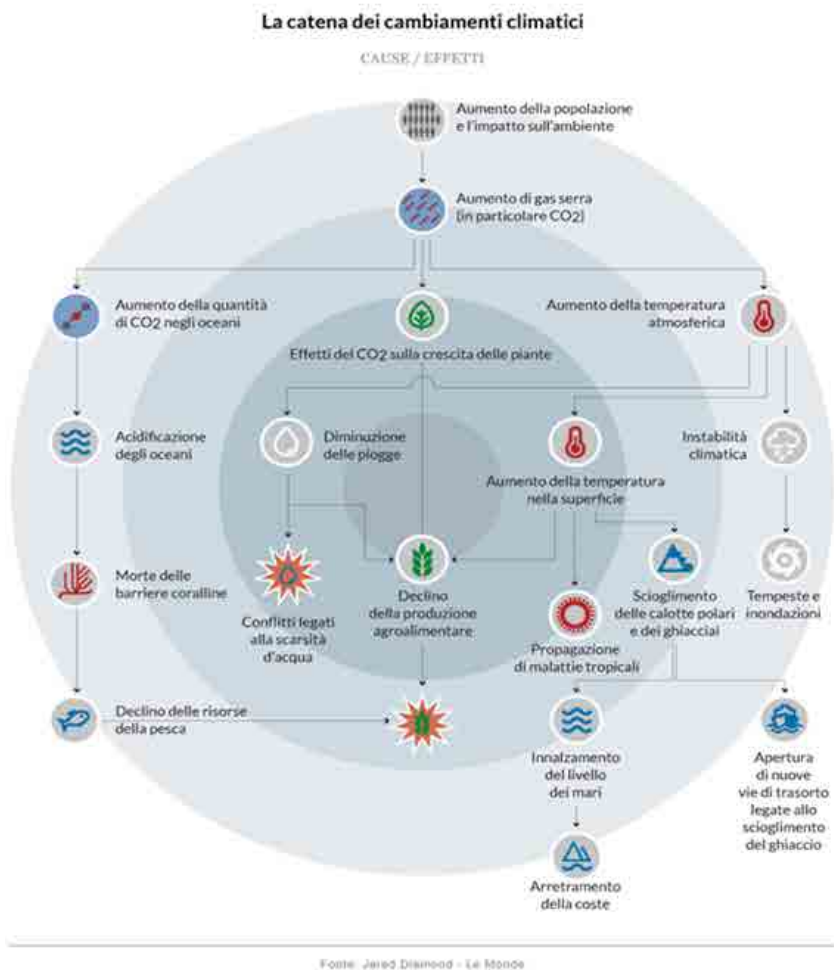 La catena dei cambiamenti climatici
CAUSE / EFFETTI
Aumento della popolazione
e l'impatto sull'ambiente
Aumento di gas serra
(in particolare CO2)
Aumento della quantità
di CO2 negli oceani
Effetti del CO2 sulla crescita delle piante
Aumento della temperatura
atmosferica
Acidificazione
degli oceani
Diminuzione
delle piogge
Aumento della temperatura
nella superficie
Instabilità
climatica
Morte delle
barriere coralline
Conflitti legati
alla scarsità
d'acqua
Declino
della produzione
agroalimentare
Propagazione
di malattie tropicali
Scioglimento
delle calotte polari
e dei ghiacciai
Tempeste e
inondazioni
Declino delle risorse
della pesca
Innalzamento
del livello
dei mari
Apertura
di nuove
vie di trasorto
legate allo
scioglimento
del ghiaccio
Arretramento
della coste
Fonte: Jared Diamond - Le Monde